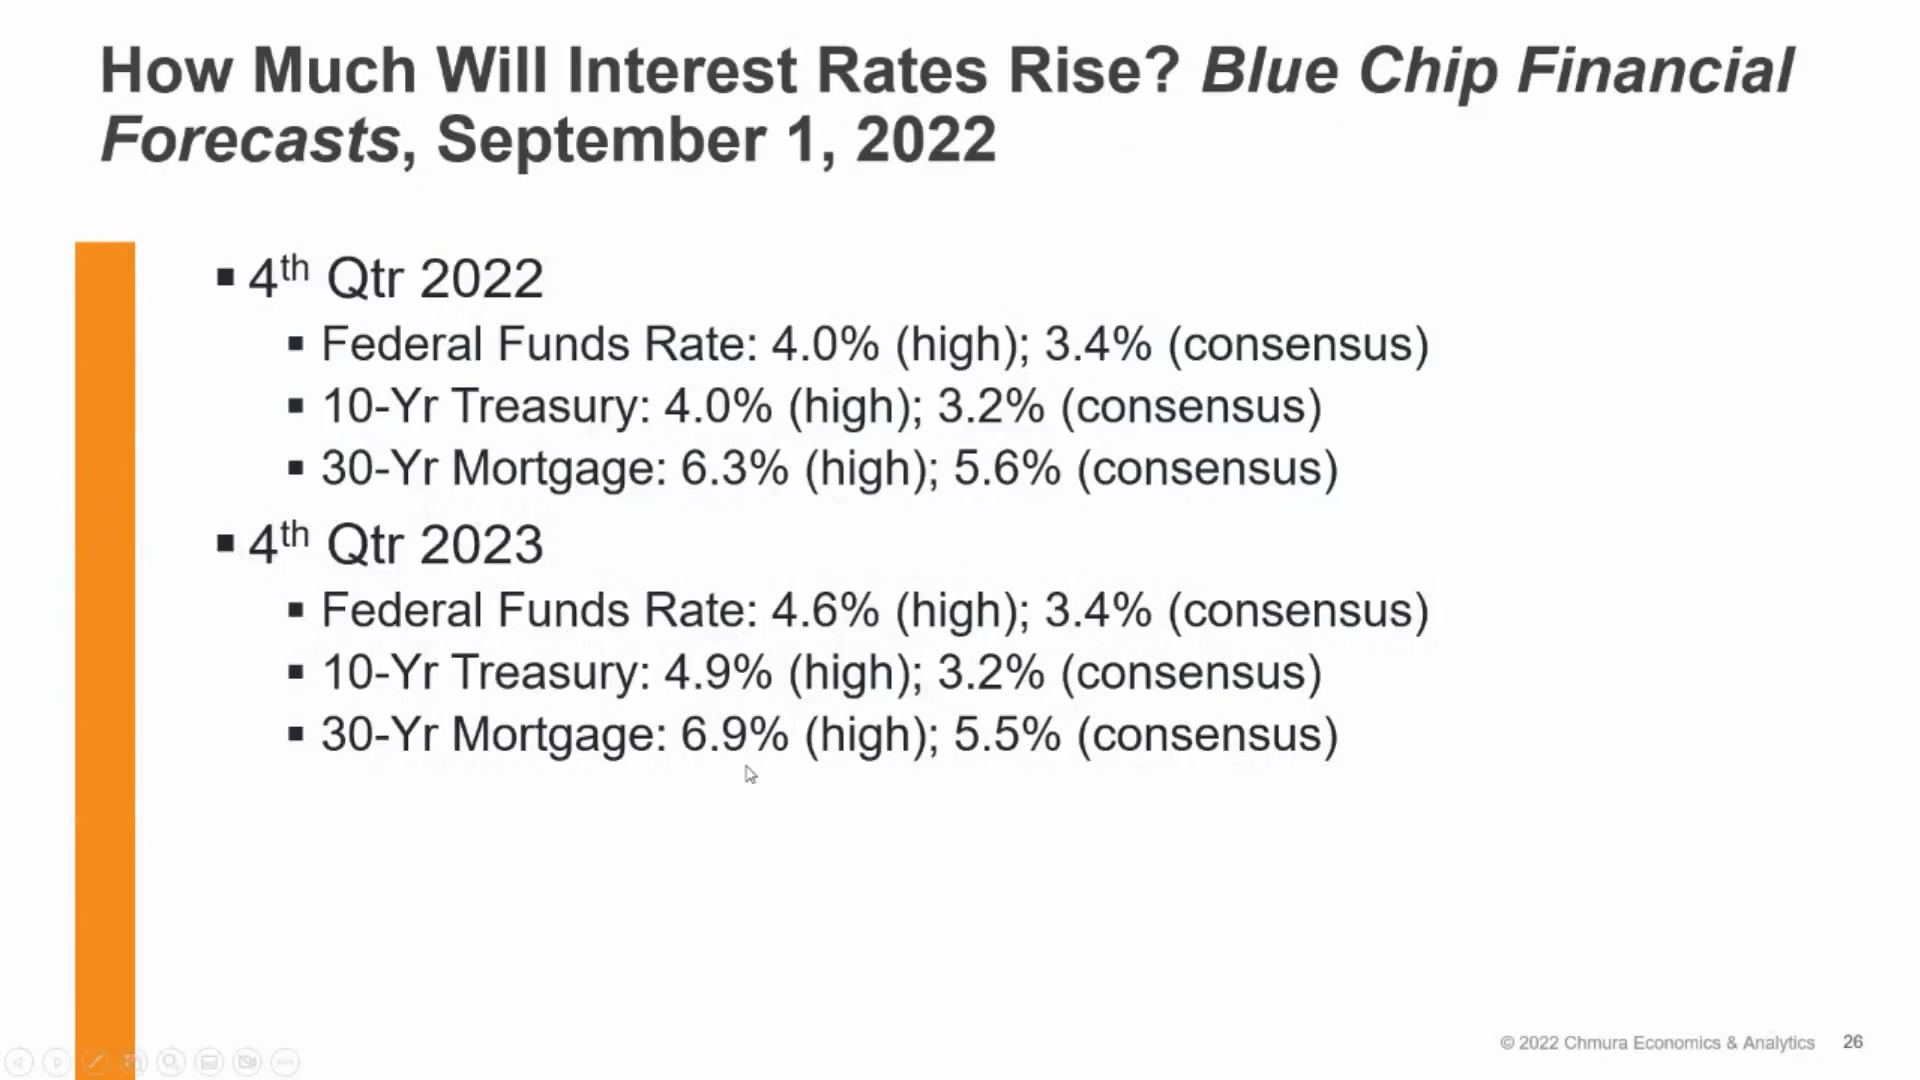 How Much Will Interest Rates Rise? Blue Chip Financial
Forecasts, September 1, 2022
▪ 4th Qtr 2022
▪ Federal Funds Rate: 4.0% (high); 3.4% (consensus)
▪ 10-Yr Treasury: 4.0% (high); 3.2% (consensus)
▪ 30-Yr Mortgage: 6.3% (high); 5.6% (consensus)
▪ 4th Qtr 2023
▪ Federal Funds Rate: 4.6% (high); 3.4% (consensus)
▪ 10-Yr Treasury: 4.9% (high); 3.2% (consensus)
▪ 30-Yr Mortgage: 6.9% (high); 5.5% (consensus)
© 2022 Chmura Economics & Analytics 26